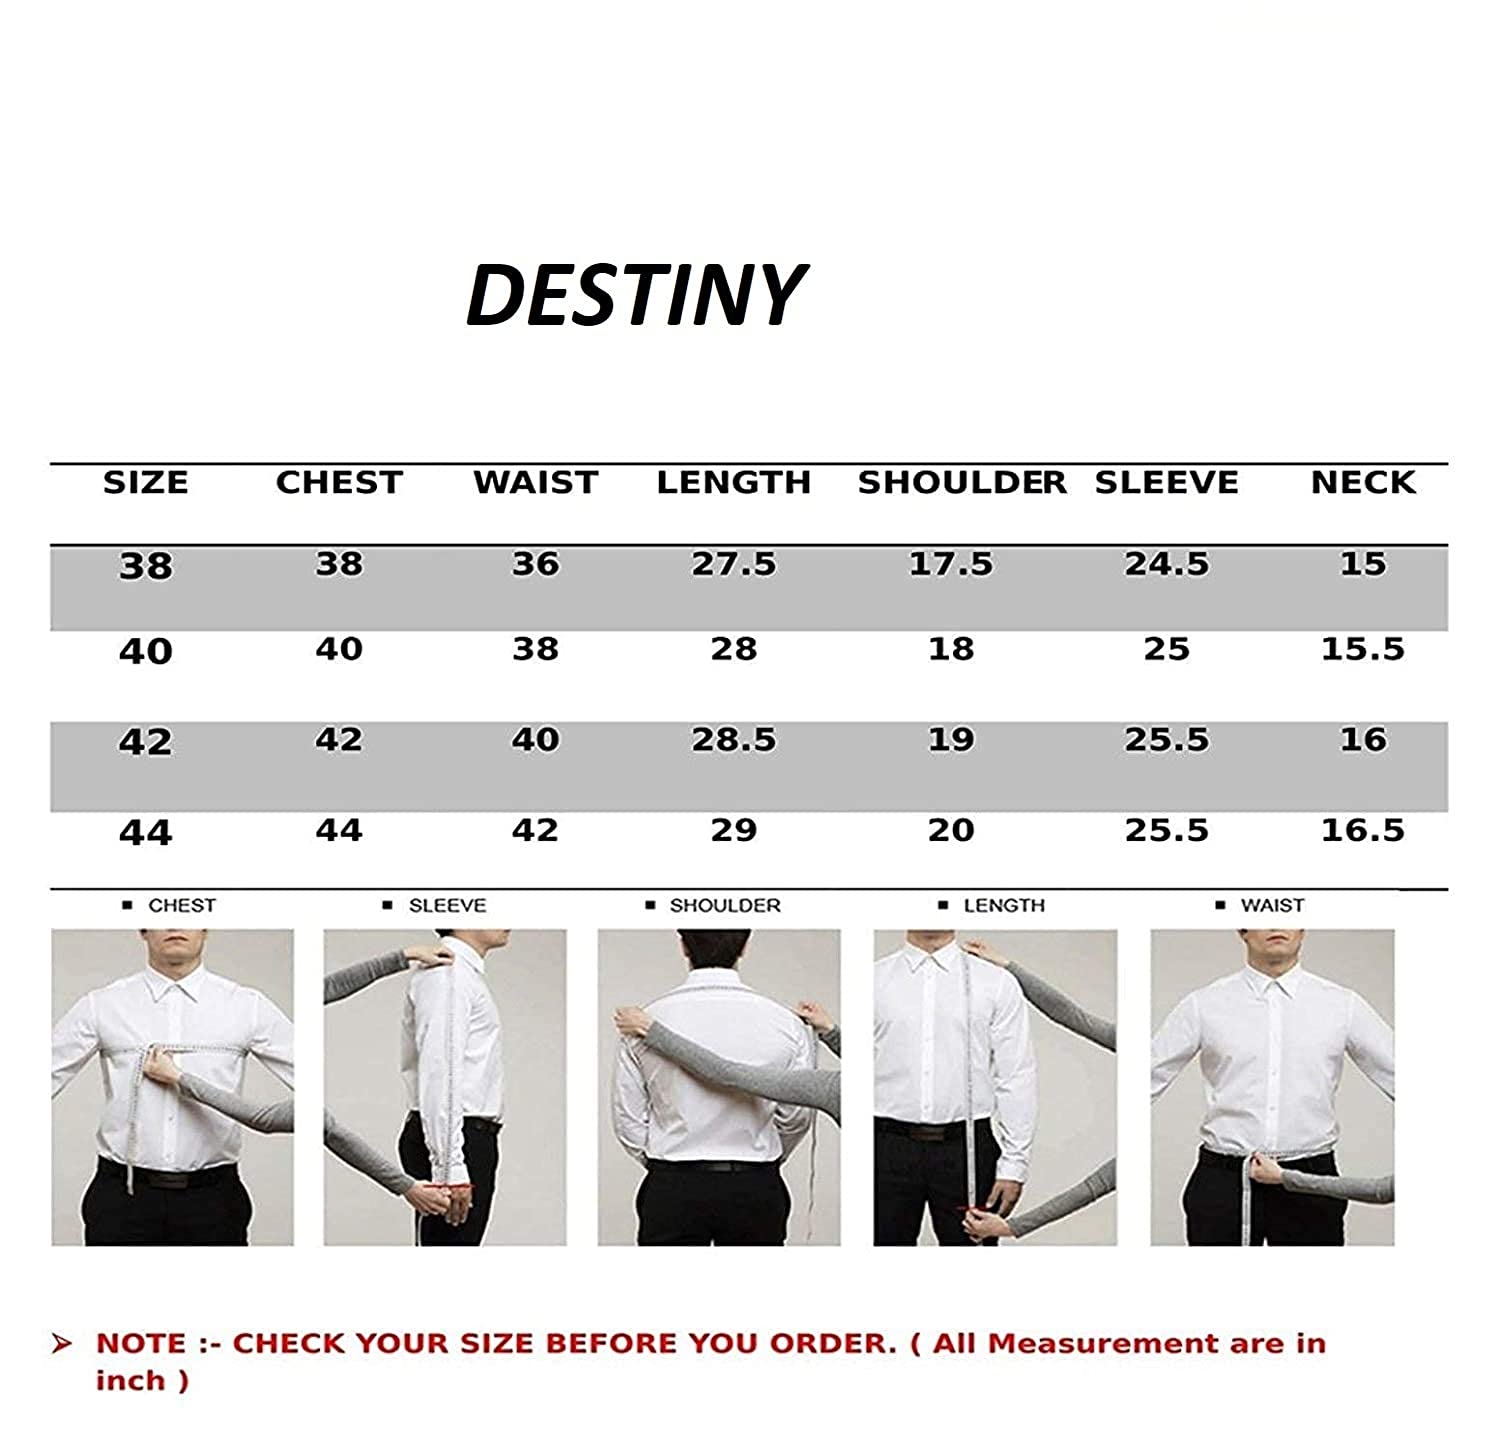 DESTINY
SIZE CHEST WAIST LENGTH SHOULDER SLEEVE NECK
38 38 36 27.5 17.5 24.5 15
40 40 38 28 18 25 15.5
42 42 40 28.5 19 25.5 16
44 44 42 29 20 25.5 16.5
▪ CHEST ▪ SLEEVE ▪ SHOULDER ▪ LENGTH ▪ WAIST
➢ NOTE :- CHECK YOUR SIZE BEFORE YOU ORDER. ( All Measurement are in
inch )